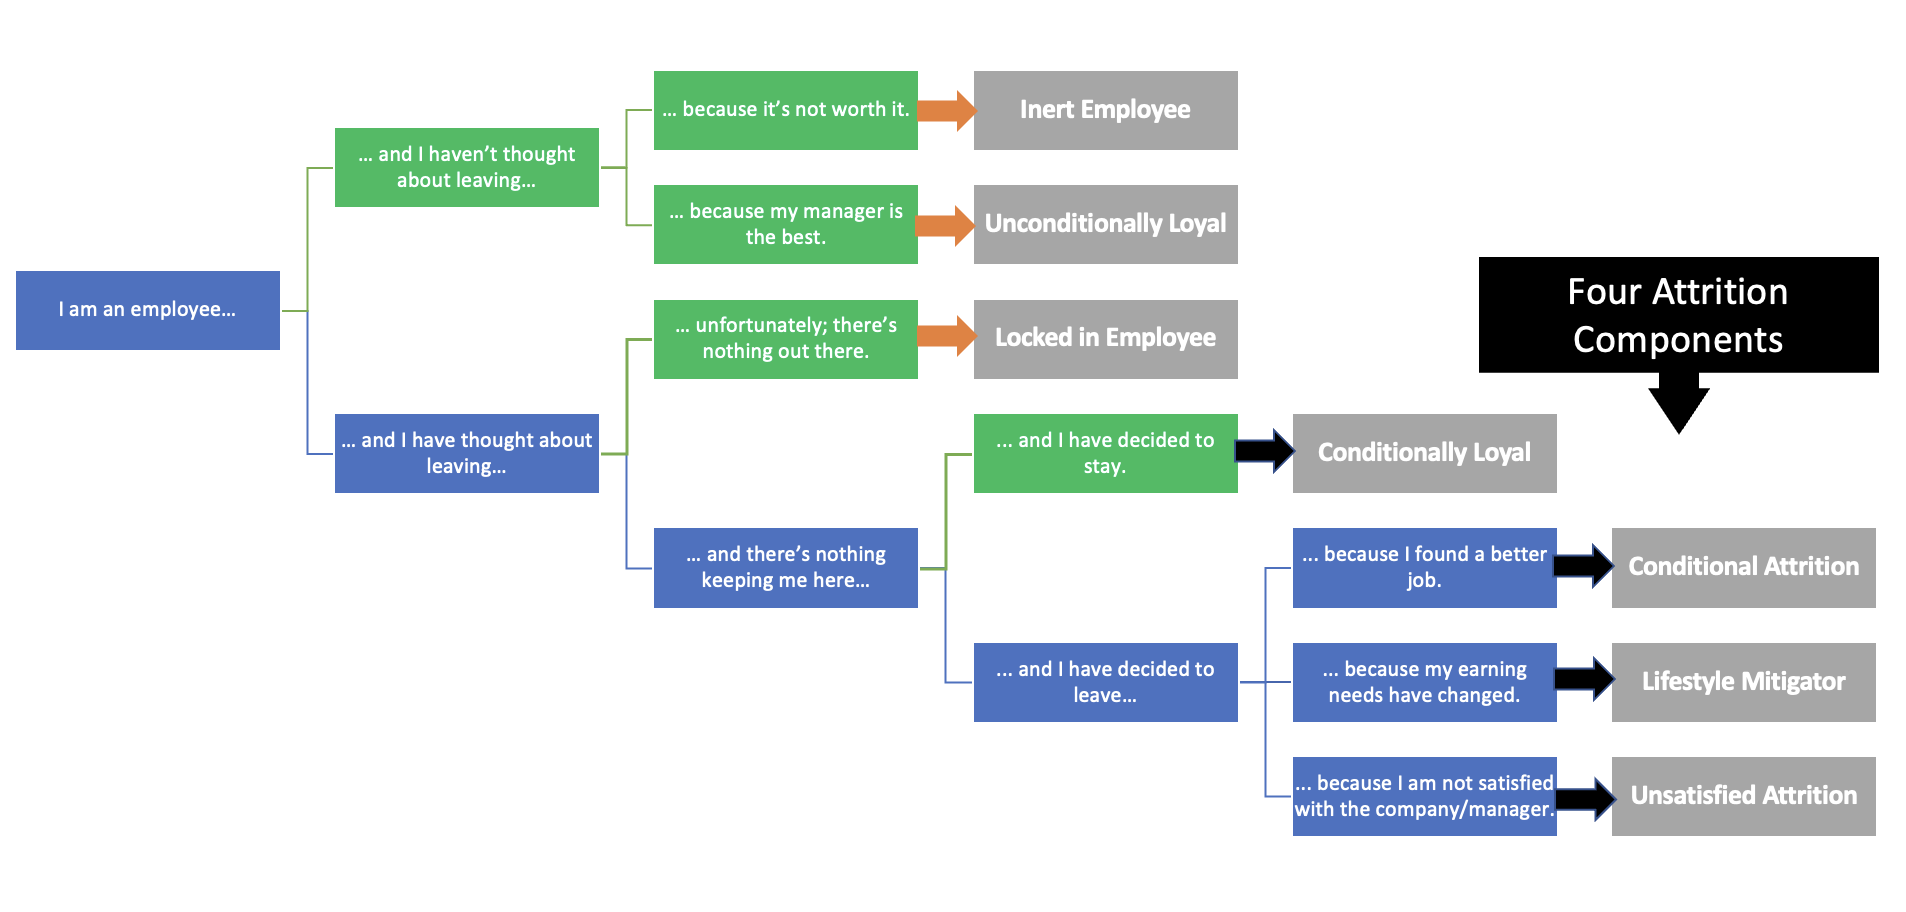 … because it’s not worth it.
Inert Employee
… and I haven’t thought
about leaving…
… because my manager is
the best.
Unconditionally Loyal
I am an employee…
… unfortunately; there’s
nothing out there.
Locked in Employee
Four Attrition
Components
… and I have thought about
leaving…
… and I have decided to
stay.
Conditionally Loyal
… and there’s nothing
keeping me here…
… because I found a better
job.
Conditional Attrition
… and I have decided to
leave…
… because my earning
needs have changed.
Lifestyle Mitigator
… because I am not satisfied
with the company/manager.
Unsatisfied Attrition